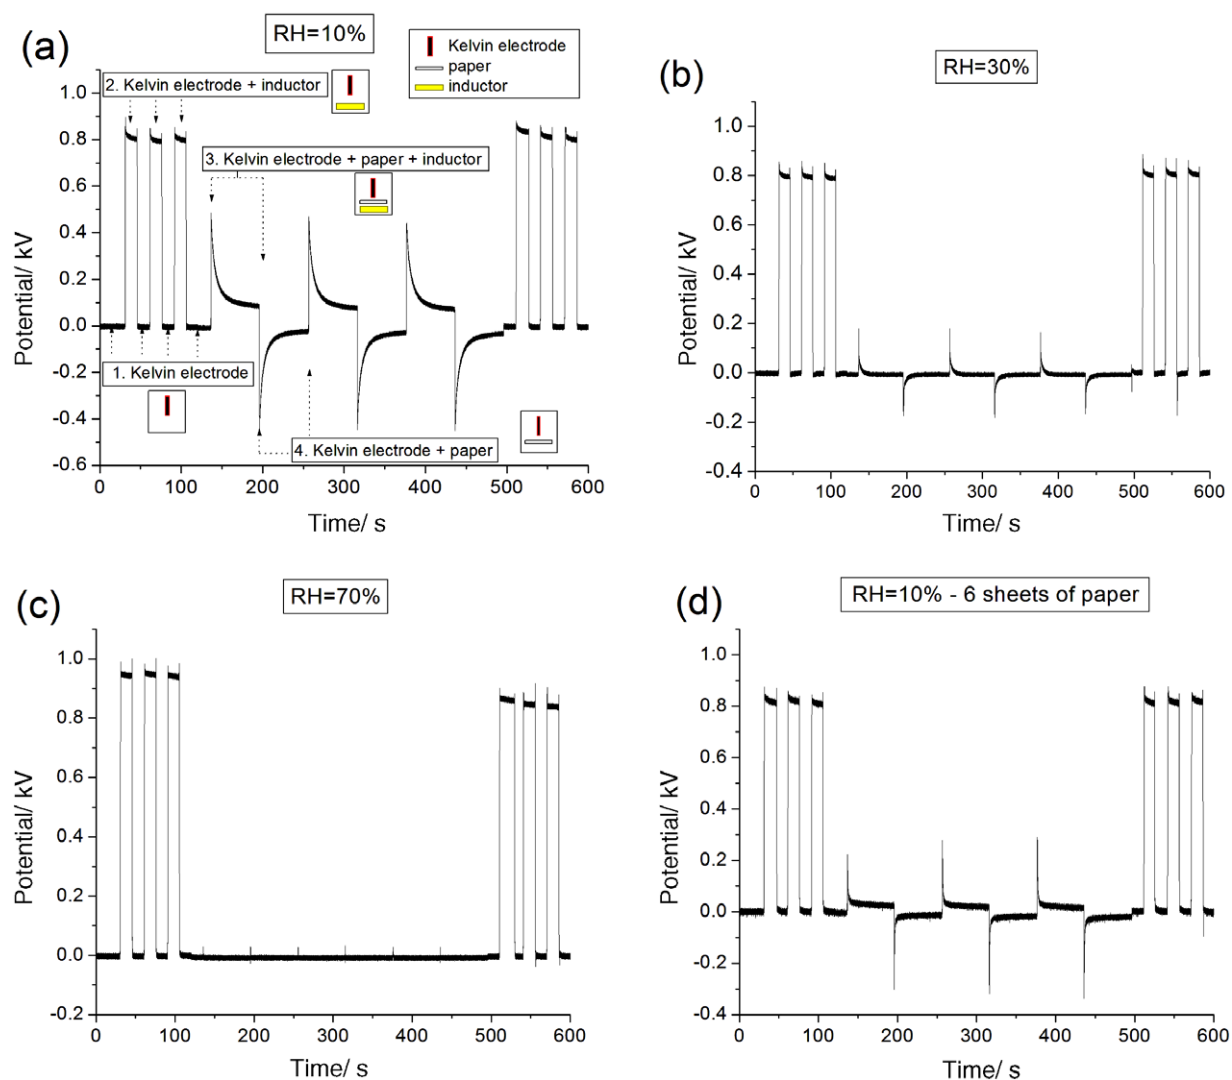 (a)
RH=10%
Kelvin electrode
paper
inductor
2. Kelvin electrode + inductor
3. Kelvin electrode + paper + inductor
1. Kelvin electrode
4. Kelvin electrode + paper
Potential/ kV
1.0
0.8
0.6
0.4
0.2
0.0
-0.2
-0.4
-0.6
0 100 200 300 400 500 600
Time/ s
(b)
RH=30%
Potential/ kV
1.0
0.8
0.6
0.4
0.2
0.0
-0.2
-0.4
0 100 200 300 400 500 600
Time/ s
(c)
RH=70%
Potential/ kV
1.0
0.8
0.6
0.4
0.2
0.0
-0.2
0 100 200 300 400 500 600
Time/ s
(d)
RH=10% - 6 sheets of paper
Potential/ kV
1.0
0.8
0.6
0.4
0.2
0.0
-0.2
-0.4
0 100 200 300 400 500 600
Time/ s